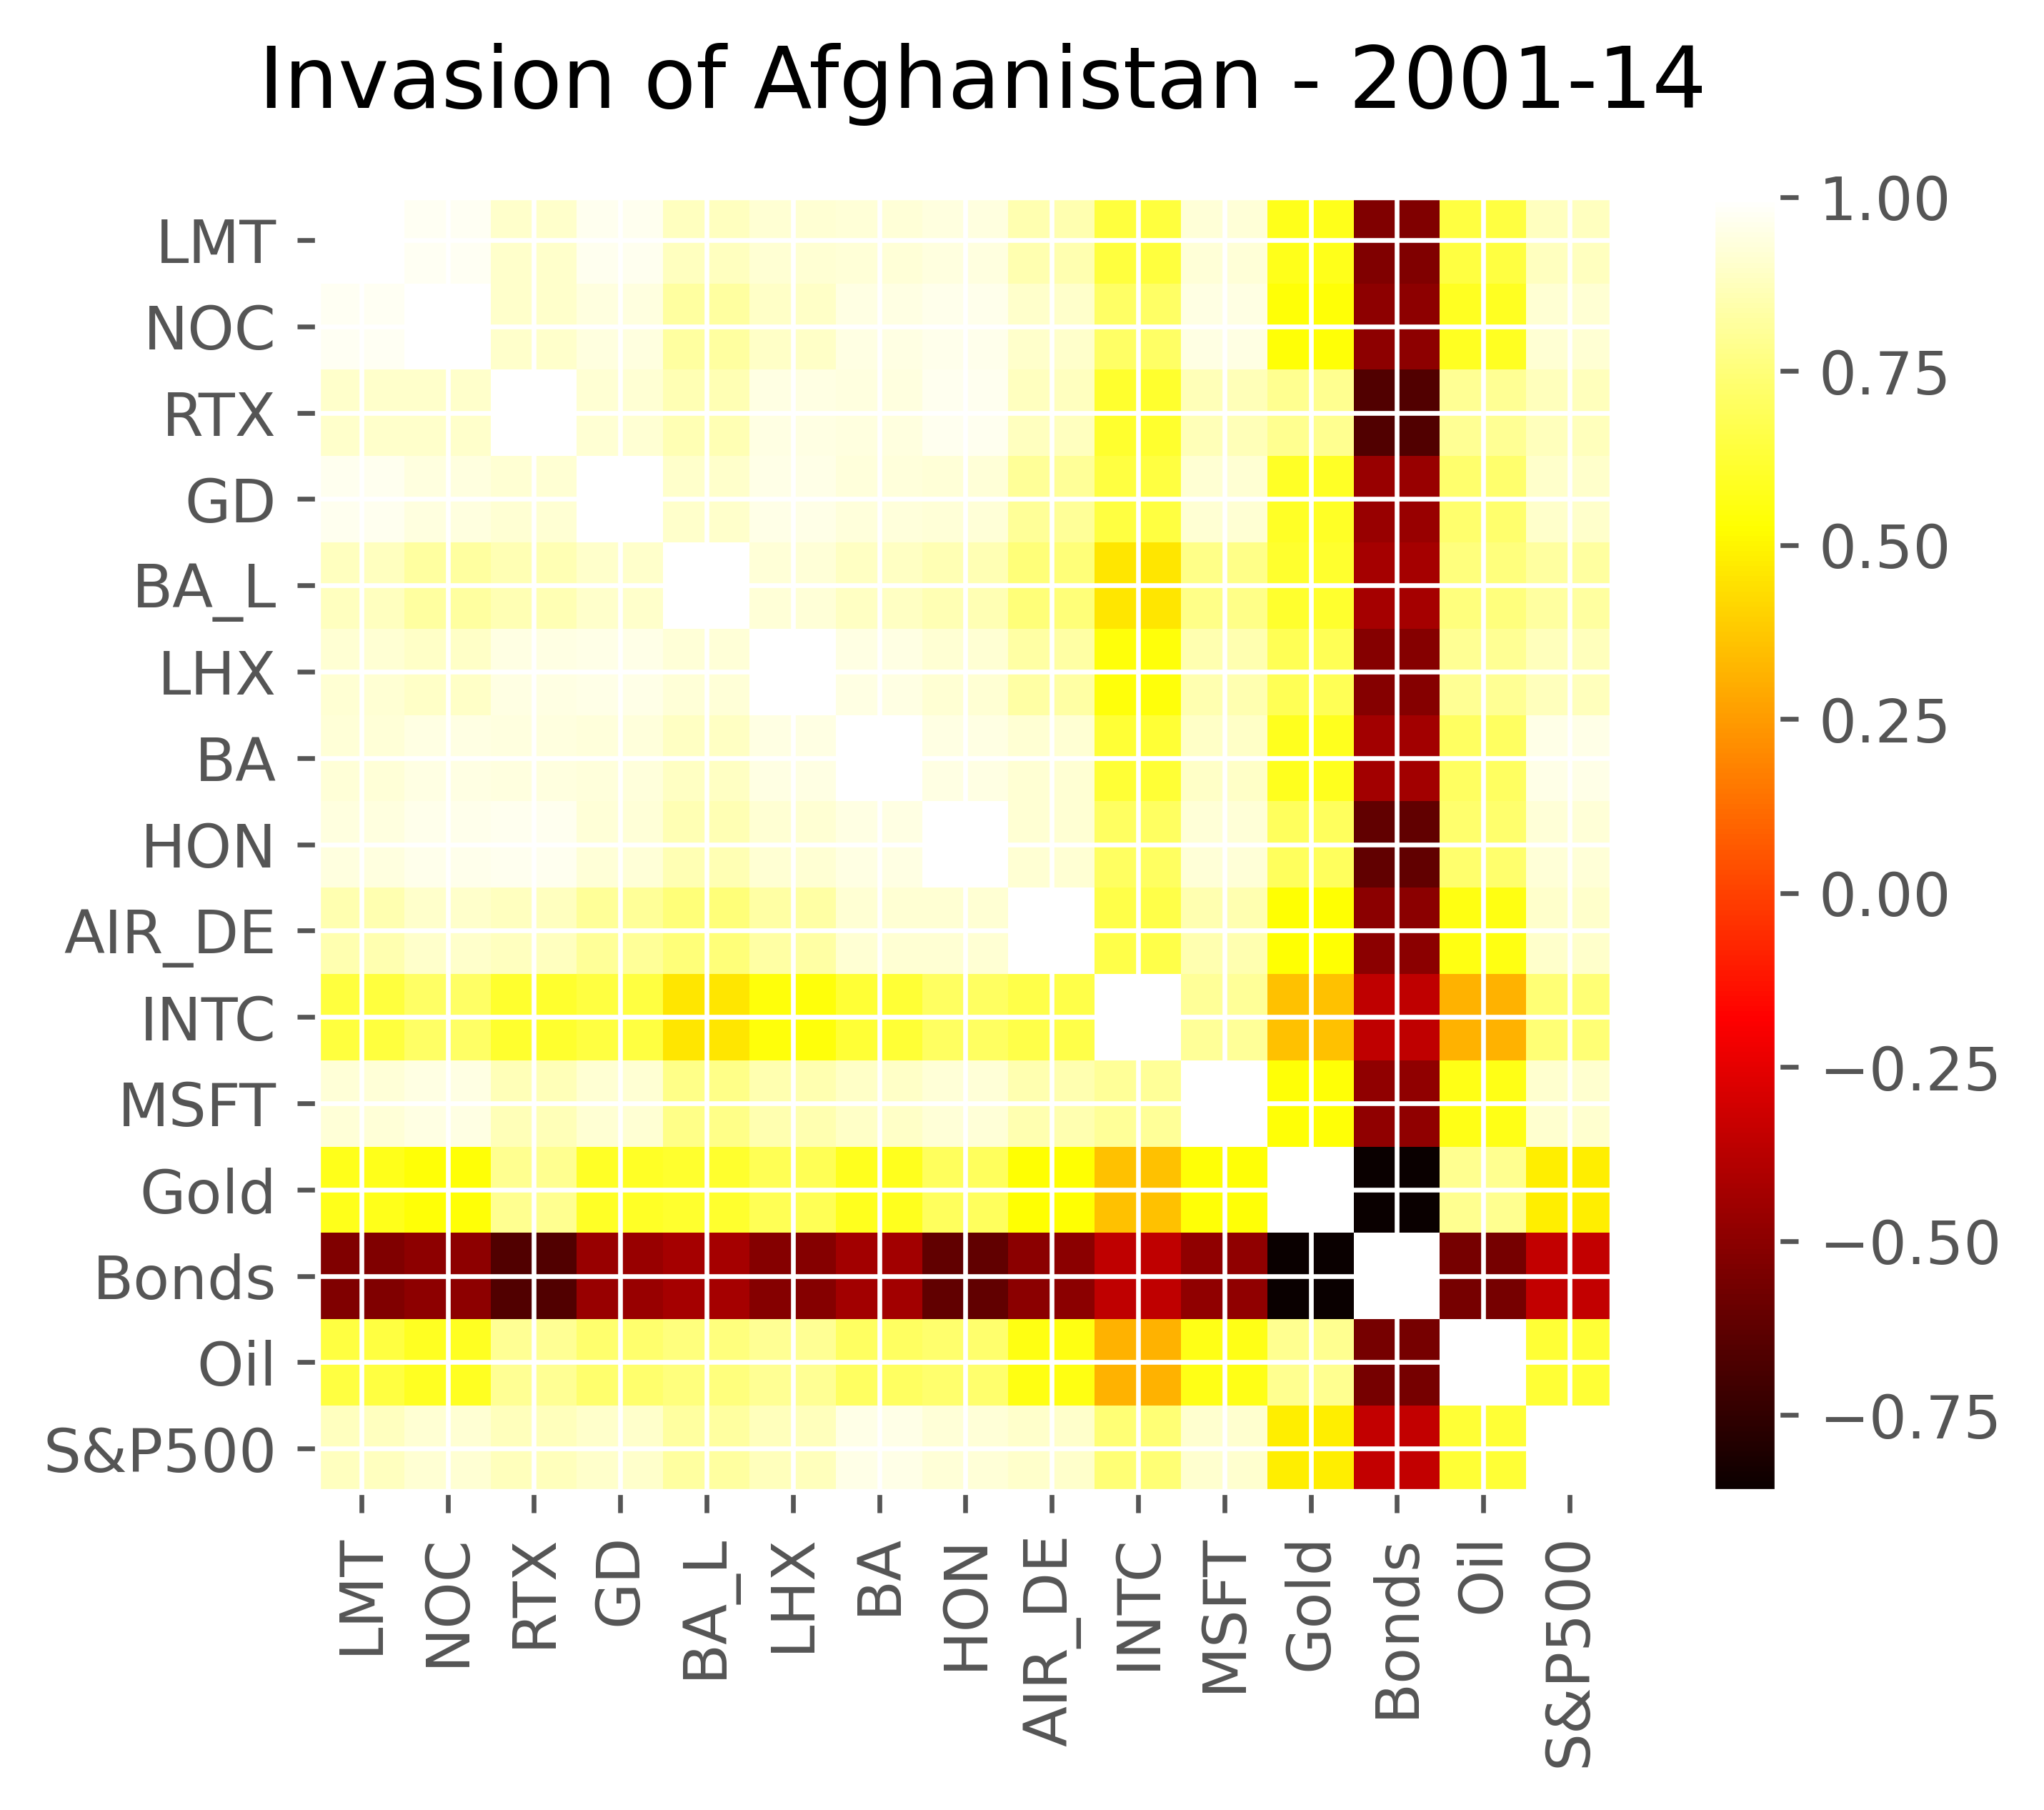 Invasion of Afghanistan - 2001-14
LMT
NOC
RTX
GD
BA_L
LHX
BA
HON
AIR_DE
INTC
MSFT
Gold
Bonds
Oil
S&P500
LMT
NOC
RTX
GD
BA_L
LHX
BA
HON
AIR_DE
INTC
MSFT
Gold
Bonds
Oil
S&P500
1.00
0.75
0.50
0.25
0.00
−0.25
−0.50
−0.75